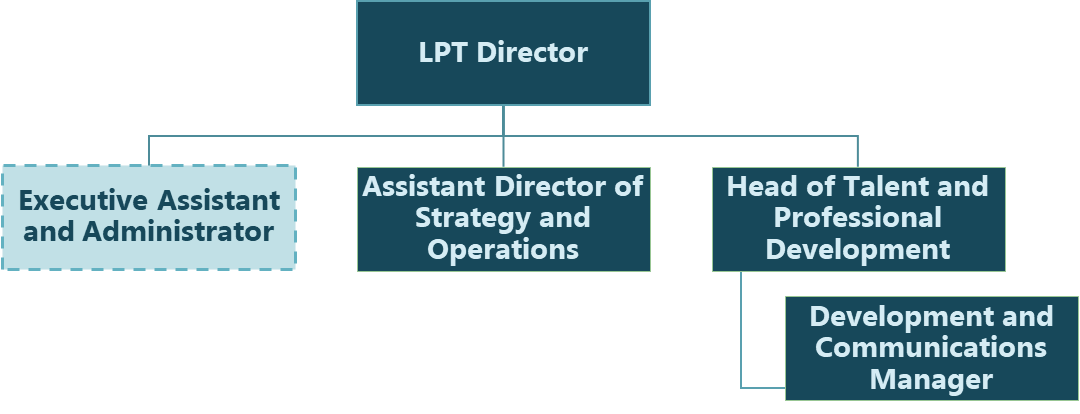 LPT Director
Executive Assistant
and Administrator
Assistant Director of
Strategy and
Operations
Head of Talent and
Professional
Development
Development and
Communications
Manager